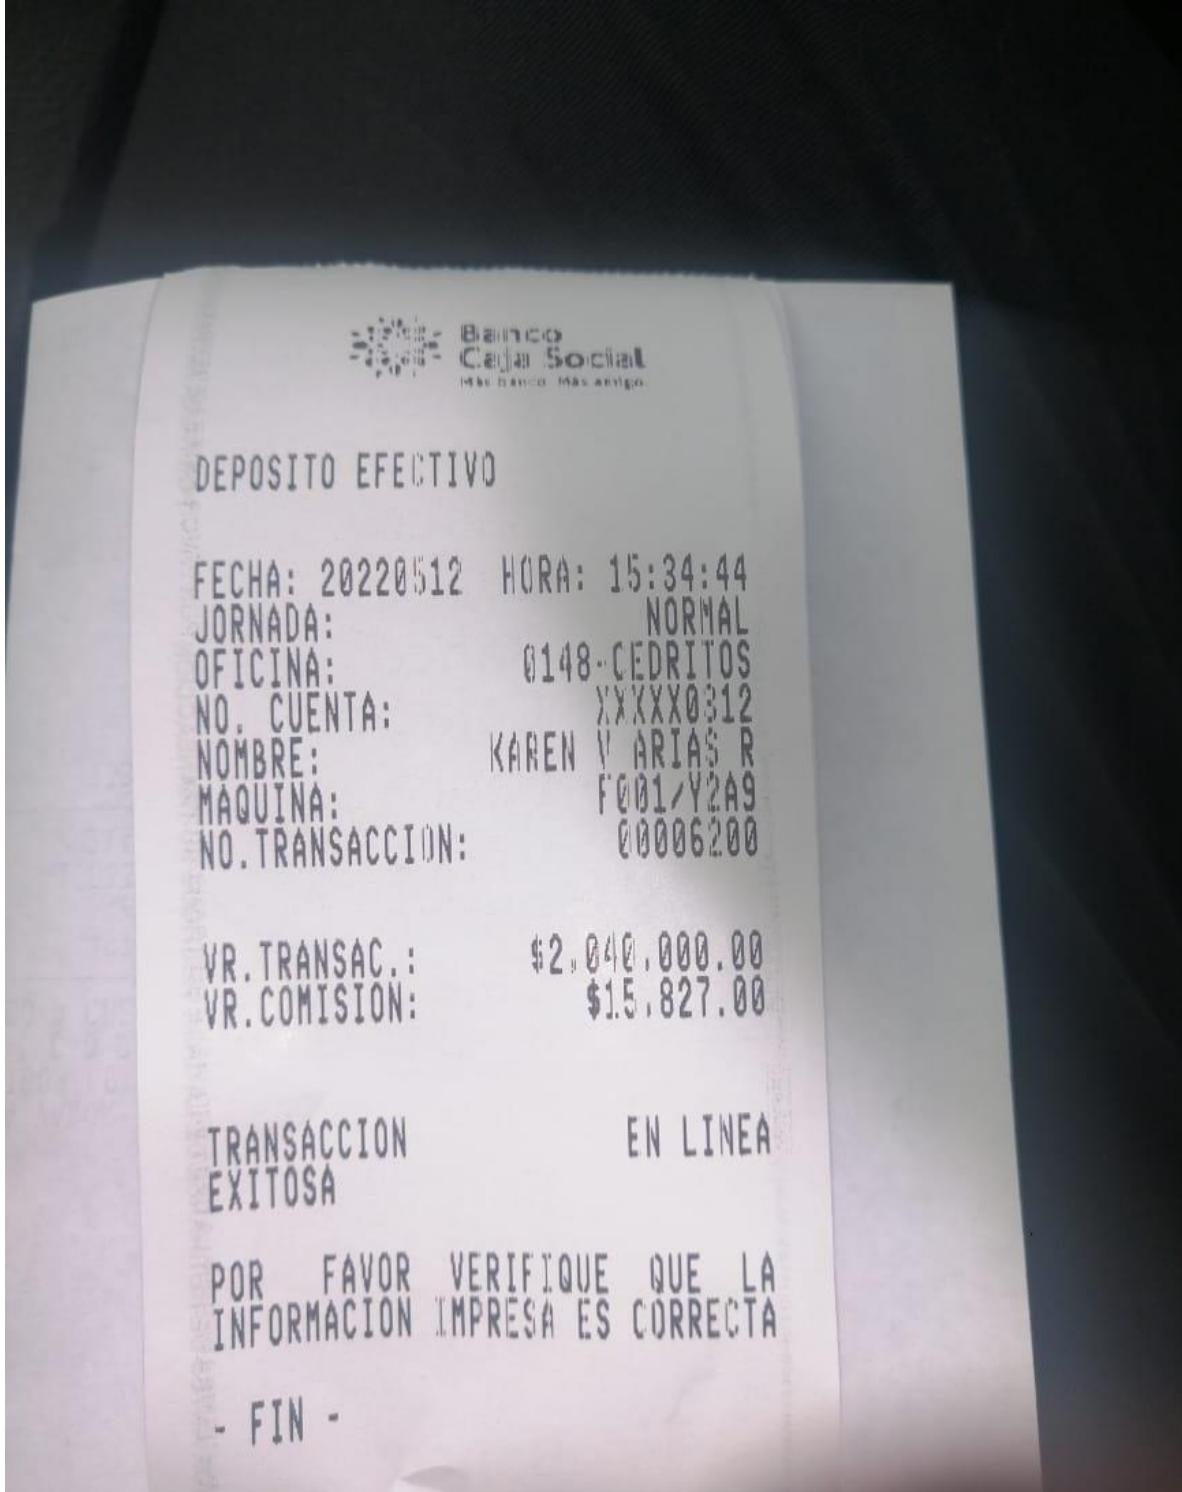 Banco
Caja Social
Más banco. Más amigo.
DEPOSITO EFECTIVO
FECHA: 20220512 HORA: 15:34:44
JORNADA: NORMAL
OFICINA: 0148-CEDRITOS
NO. CUENTA: XXXXX0312
NOMBRE: KAREN V ARIAS R
MAQUINA: F001/Y2A9
NO.TRANSACCION: 00006200
VR.TRANSAC.: $2,040,000.00
VR.COMISION: $15,827.00
TRANSACCION EN LINEA
EXITOSA
POR FAVOR VERIFIQUE QUE LA
INFORMACION IMPRESA ES CORRECTA
- FIN -